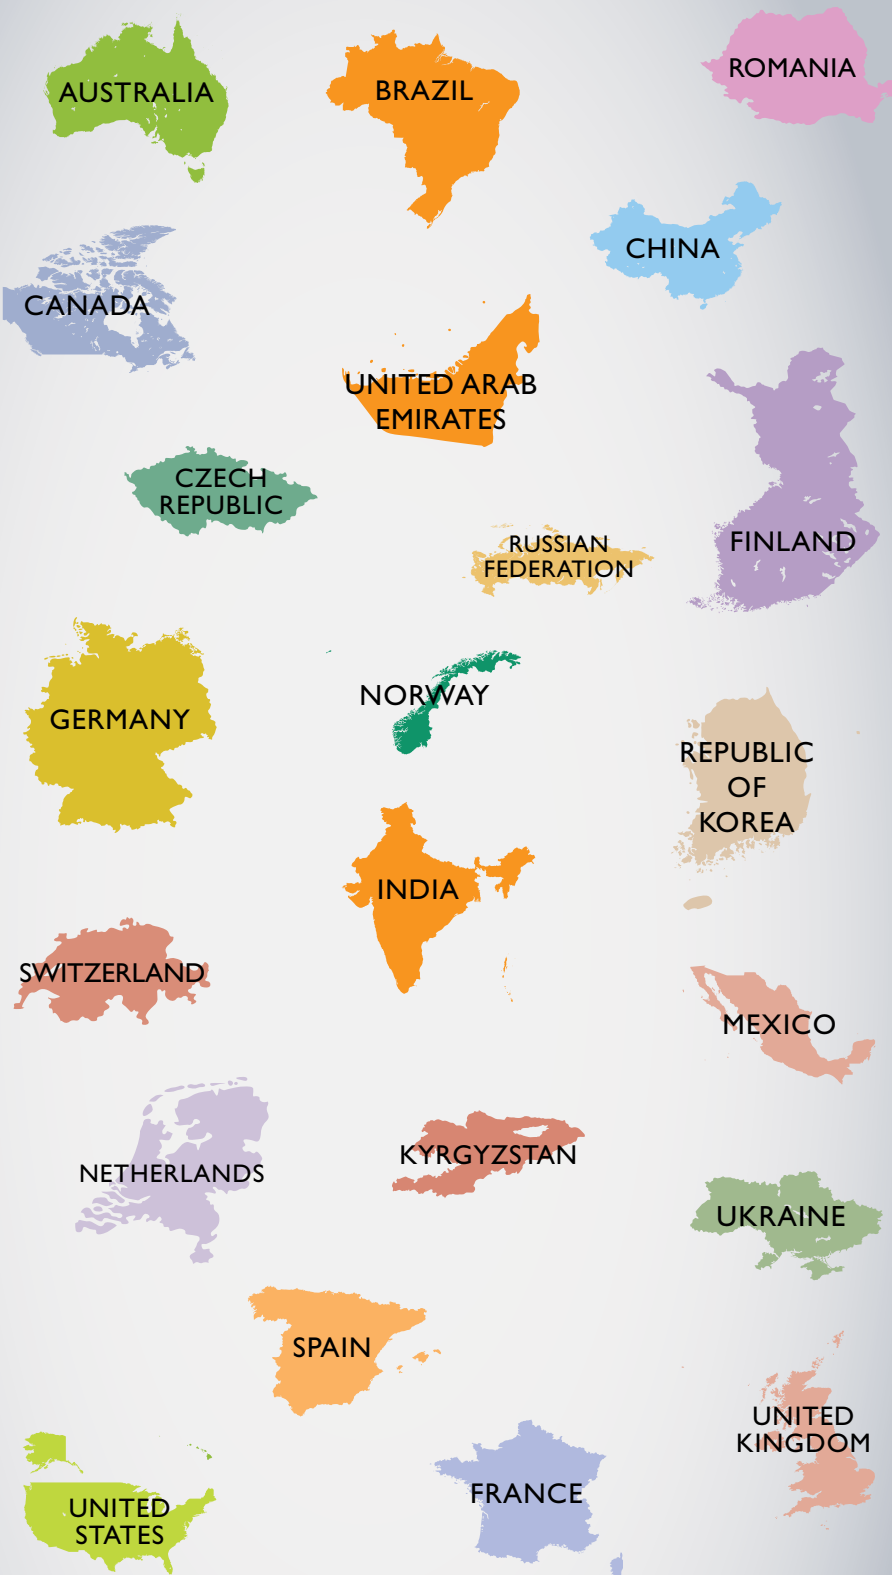 AUSTRALIA
BRAZIL
ROMANIA
CHINA
CANADA
UNITED ARAB
EMIRATES
CZECH
REPUBLIC
RUSSIAN
FEDERATION
FINLAND
GERMANY
NORWAY
REPUBLIC
OF
KOREA
INDIA
SWITZERLAND
MEXICO
NETHERLANDS
KYRGYZSTAN
UKRAINE
SPAIN
UNITED
KINGDOM
UNITED
STATES
FRANCE